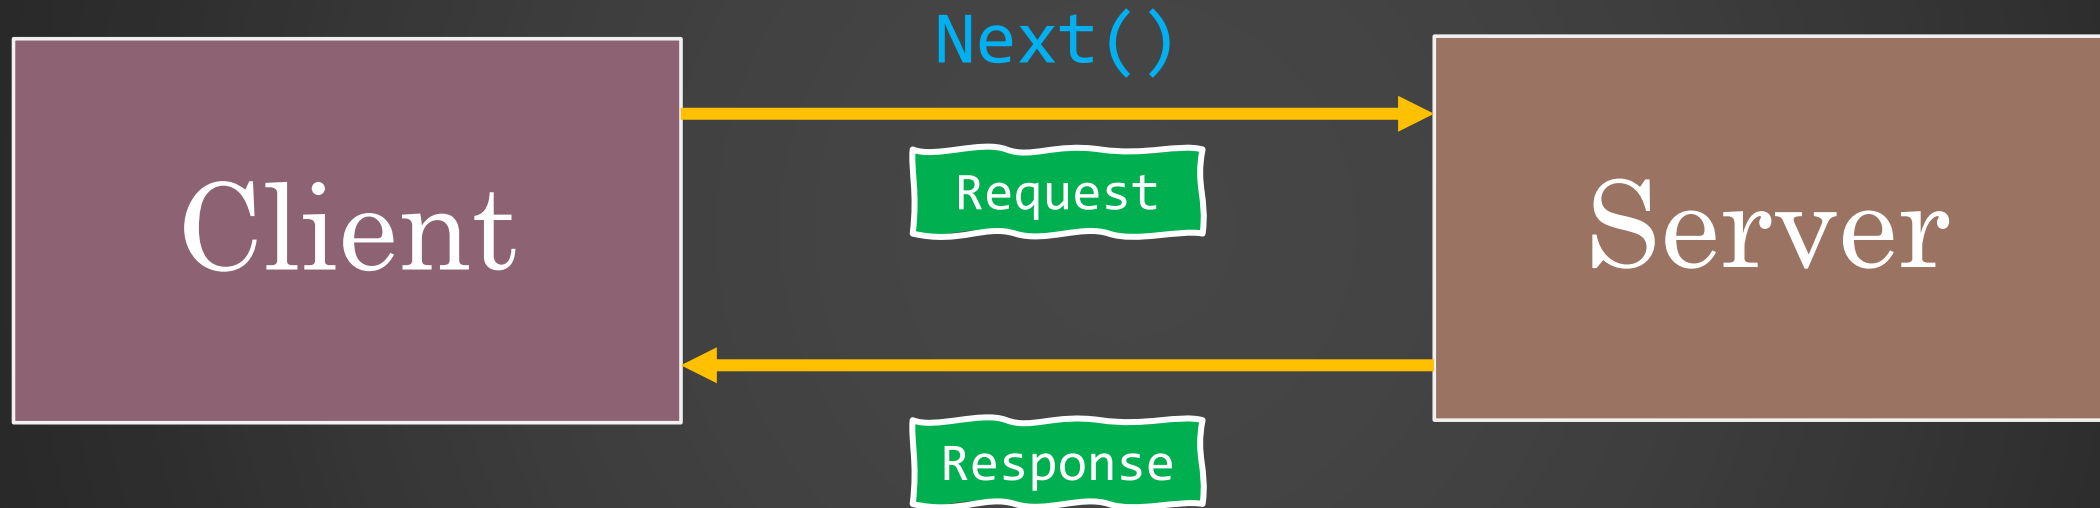 Next()
Client
Request
Server
Response